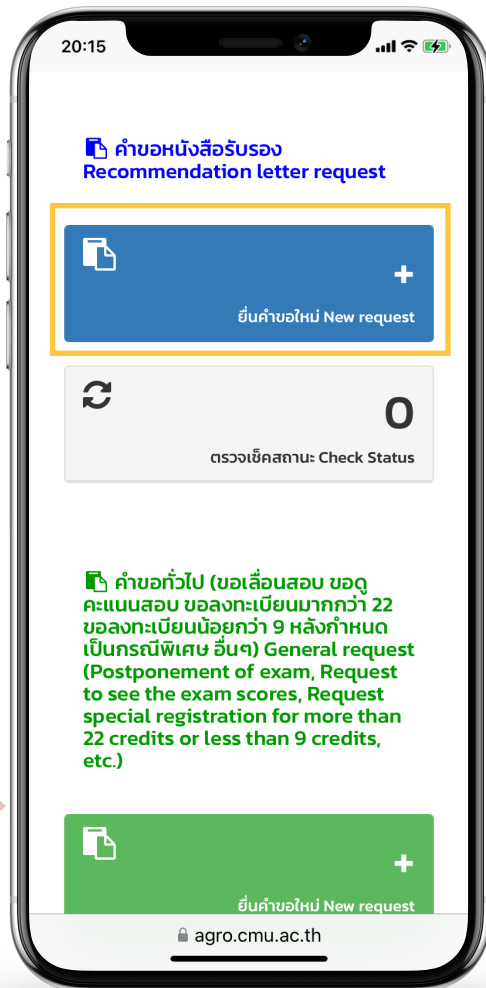 20:15
คำขอหนังสือรับรอง
Recommendation letter request
+
ยื่นคำขอใหม่ New request
0
ตรวจเช็คสถานะ Check Status
คำขอทั่วไป (ขอเลื่อนสอบ ขอดู
คะแนนสอบ ขอลงทะเบียนมากกว่า 22
ขอลงทะเบียนน้อยกว่า 9 หลังกำหนด
เป็นกรณีพิเศษ อื่นๆ) General request
(Postponement of exam, Request
to see the exam scores, Request
special registration for more than
22 credits or less than 9 credits,
etc.)
+
ยื่นคำขอใหม่ New request
agro.cmu.ac.th